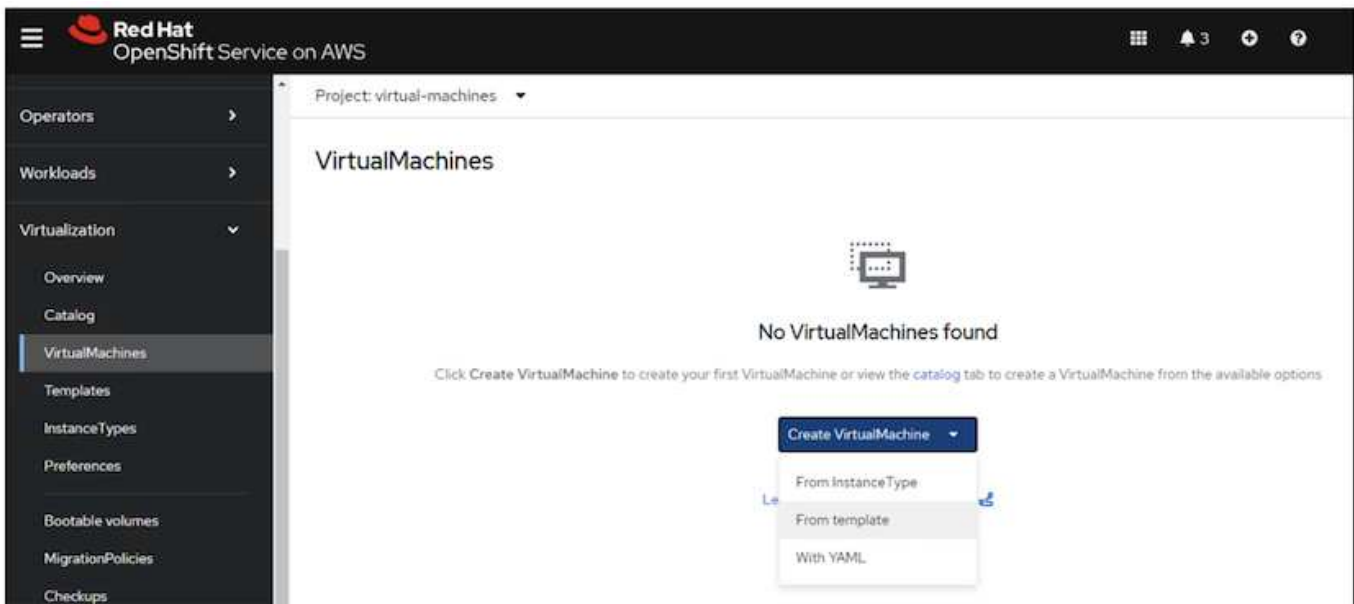 Red Hat
OpenShift Service on AWS
3
Project: virtual-machines
Operators
Workloads
Virtualization
Overview
Catalog
VirtualMachines
Templates
InstanceTypes
Preferences
Bootable volumes
MigrationPolicies
Checkups
VirtualMachines
No VirtualMachines found
Click Create VirtualMachine to create your first VirtualMachine or view the catalog tab to create a VirtualMachine from the available options
Create VirtualMachine
From InstanceType
Le
From template
With YAML